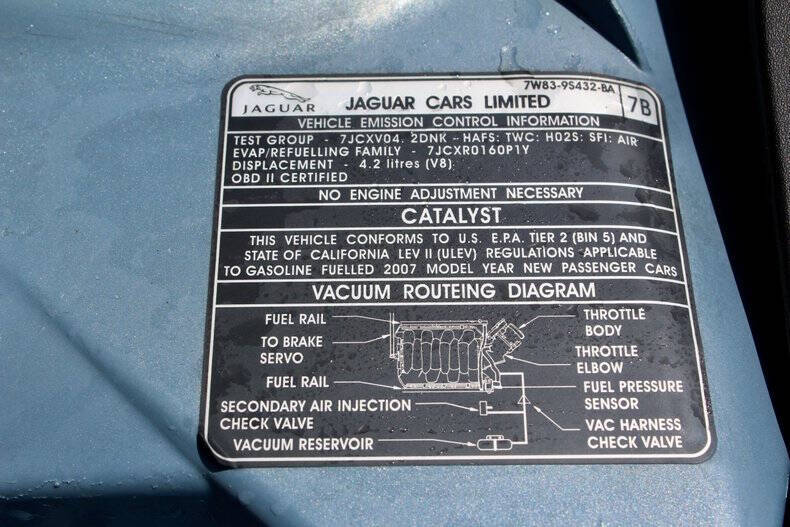 7W83-9S432-BA
JAGUAR
JAGUAR CARS LIMITED
7B
VEHICLE EMISSION CONTROL INFORMATION
TEST GROUP - 7JCXV04. 2DNK - HAFS: TWC: HO2S: SFI: AIR
EVAP/REFUELLING FAMILY - 7JCXR0160P1Y
DISPLACEMENT - 4.2 litres (V8)
OBD II CERTIFIED
NO ENGINE ADJUSTMENT NECESSARY
CATALYST
THIS VEHICLE CONFORMS TO U.S. E.P.A. TIER 2 (BIN 5) AND
STATE OF CALIFORNIA LEV II (ULEV) REGULATIONS APPLICABLE
TO GASOLINE FUELLED 2007 MODEL YEAR NEW PASSENGER CARS
VACUUM ROUTEING DIAGRAM
FUEL RAIL
TO BRAKE
SERVO
FUEL RAIL
SECONDARY AIR INJECTION
CHECK VALVE
VACUUM RESERVOIR
THROTTLE
BODY
THROTTLE
ELBOW
FUEL PRESSURE
SENSOR
VAC HARNESS
CHECK VALVE